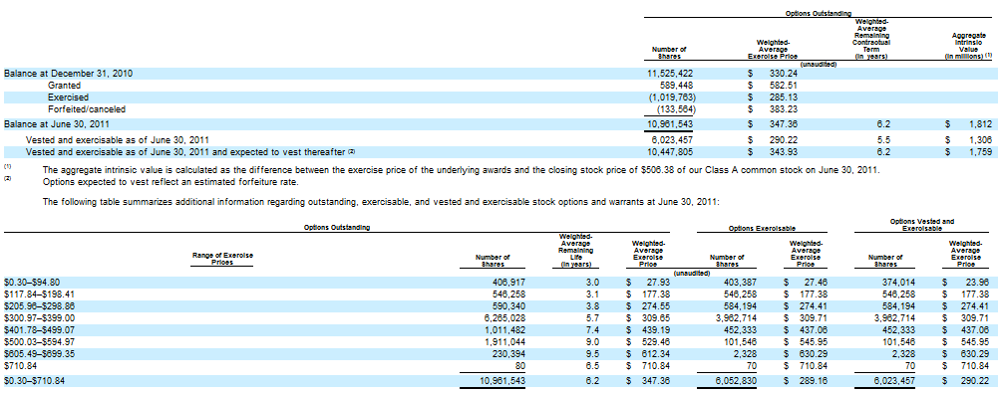 Options Outstanding
Number of Shares Weighted-Average Exercise Price Weighted-Average Remaining Contractual Term (in years) Aggregate Intrinsic Value (in millions) (1)
(unaudited)
Balance at December 31, 2010 11,525,422 $ 330.24
Granted 589,448 $ 582.51
Exercised (1,019,763) $ 285.13
Forfeited/canceled (133,564) $ 383.23
Balance at June 30, 2011 10,961,543 $ 347.36 6.2 $ 1,812
Vested and exercisable as of June 30, 2011 6,023,457 $ 290.22 5.5 $ 1,306
Vested and exercisable as of June 30, 2011 and expected to vest thereafter (2) 10,447,805 $ 343.93 6.2 $ 1,759
(1) The aggregate intrinsic value is calculated as the difference between the exercise price of the underlying awards and the closing stock price of $506.38 of our Class A common stock on June 30, 2011.
(2) Options expected to vest reflect an estimated forfeiture rate.
The following table summarizes additional information regarding outstanding, exercisable, and vested and exercisable stock options and warrants at June 30, 2011:
Options Outstanding Options Exercisable Options Vested and Exercisable
Range of Exercise Prices Number of Shares Weighted-Average Remaining Life (in years) Weighted-Average Exercise Price Number of Shares Weighted-Average Exercise Price Number of Shares Weighted-Average Exercise Price
(unaudited)
$0.30–$94.80 406,917 3.0 $ 27.93 403,387 $ 27.46 374,014 $ 23.96
$117.84–$198.41 546,258 3.1 $ 177.38 546,258 $ 177.38 546,258 $ 177.38
$205.96–$298.86 590,340 3.8 $ 274.55 584,194 $ 274.41 584,194 $ 274.41
$300.97–$399.00 6,265,028 5.7 $ 309.65 3,962,714 $ 309.71 3,962,714 $ 309.71
$401.78–$499.07 1,011,482 7.4 $ 439.19 452,333 $ 437.06 452,333 $ 437.06
$500.03–$594.97 1,911,044 9.0 $ 529.46 101,546 $ 545.95 101,546 $ 545.95
$605.49–$699.35 230,394 9.5 $ 612.34 2,328 $ 630.29 2,328 $ 630.29
$710.84 80 6.5 $ 710.84 70 $ 710.84 70 $ 710.84
$0.30–$710.84 10,961,543 6.2 $ 347.36 6,052,830 $ 289.16 6,023,457 $ 290.22